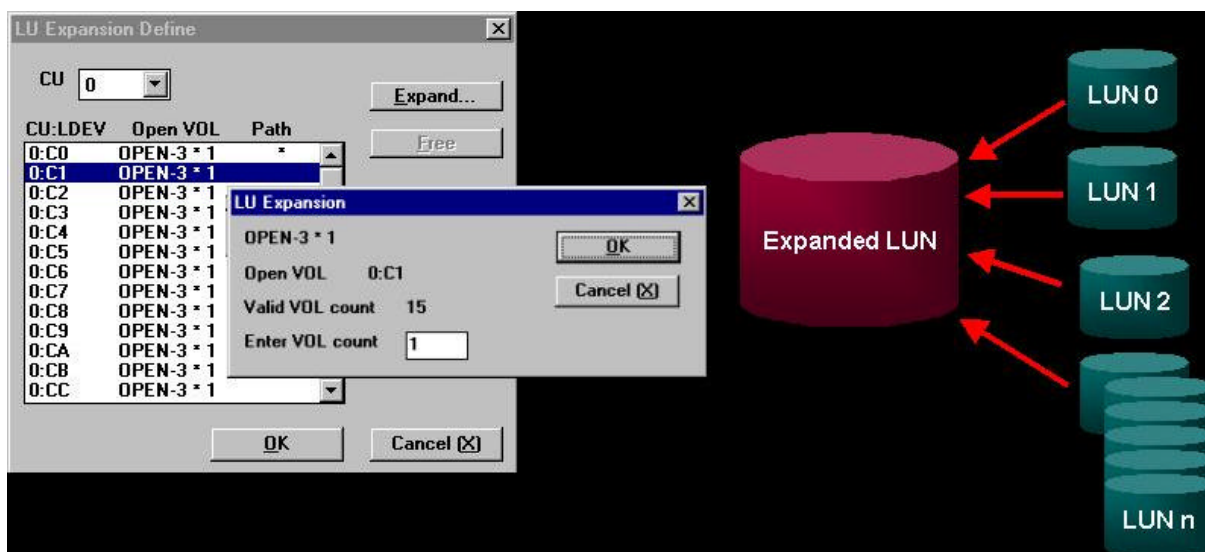 LU Expansion Define
CU 0
Expand...
CU:LDEV Open VOL Path
Free
0:C0 OPEN-3 * 1 *
0:C1 OPEN-3 * 1
0:C2 OPEN-3 * 1
0:C3 OPEN-3 * 1
0:C4 OPEN-3 * 1
0:C5 OPEN-3 * 1
0:C6 OPEN-3 * 1
0:C7 OPEN-3 * 1
0:C8 OPEN-3 * 1
0:C9 OPEN-3 * 1
0:CA OPEN-3 * 1
0:CB OPEN-3 * 1
0:CC OPEN-3 * 1
OK
Cancel (X)
LU Expansion
OPEN-3 * 1
Open VOL 0:C1
Valid VOL count 15
Enter VOL count 1
OK
Cancel (X)
Expanded LUN
LUN 0
LUN 1
LUN 2
LUN n